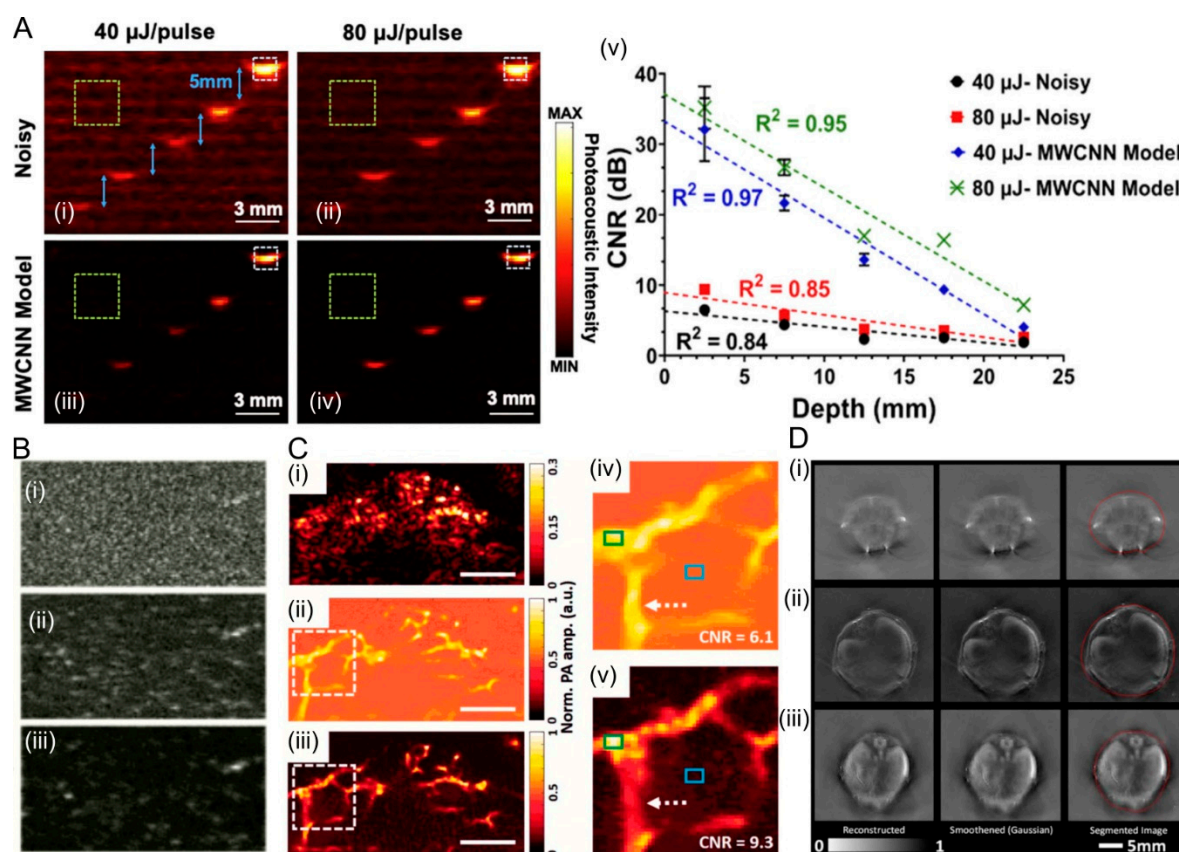 A
40 µJ/pulse
80 µJ/pulse
Noisy
MWCNN Model
5mm
(i)
3 mm
(ii)
3 mm
(iii)
3 mm
(iv)
3 mm
MAX
Photoacoustic Intensity
MIN
(v)
CNR (dB)
40
30
20
10
0
0
5
10
15
20
25
Depth (mm)
R² = 0.95
R² = 0.97
R² = 0.85
R² = 0.84
40 µJ- Noisy
80 µJ- Noisy
40 µJ- MWCNN Model
80 µJ- MWCNN Model
B
(i)
(ii)
(iii)
C
(i)
0.3
0.15
0
(ii)
1
0.5
0
(iii)
1
0.5
0
Norm. PA amp. (a.u.)
(iv)
CNR = 6.1
(v)
CNR = 9.3
D
(i)
(ii)
(iii)
Reconstructed
Smoothened (Gaussian)
Segmented Image
0
1
5mm